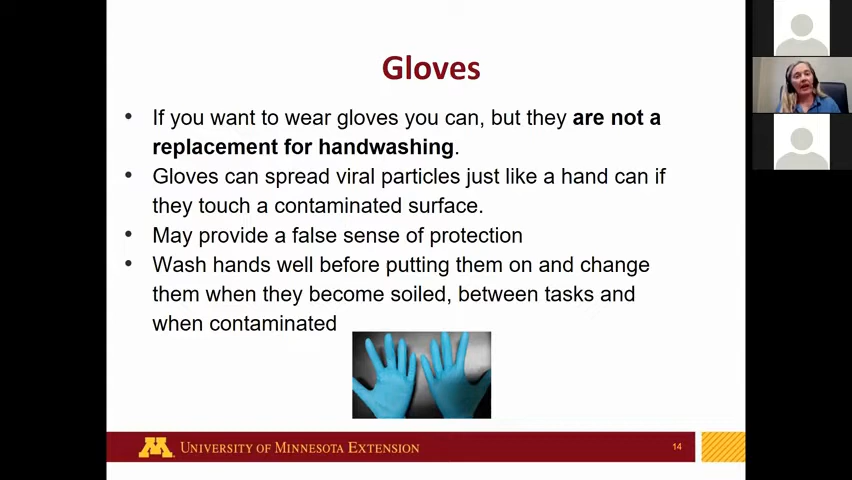 Gloves
• If you want to wear gloves you can, but they are not a
replacement for handwashing.
• Gloves can spread viral particles just like a hand can if
they touch a contaminated surface.
• May provide a false sense of protection
• Wash hands well before putting them on and change
them when they become soiled, between tasks and
when contaminated
M UNIVERSITY OF MINNESOTA EXTENSION
14